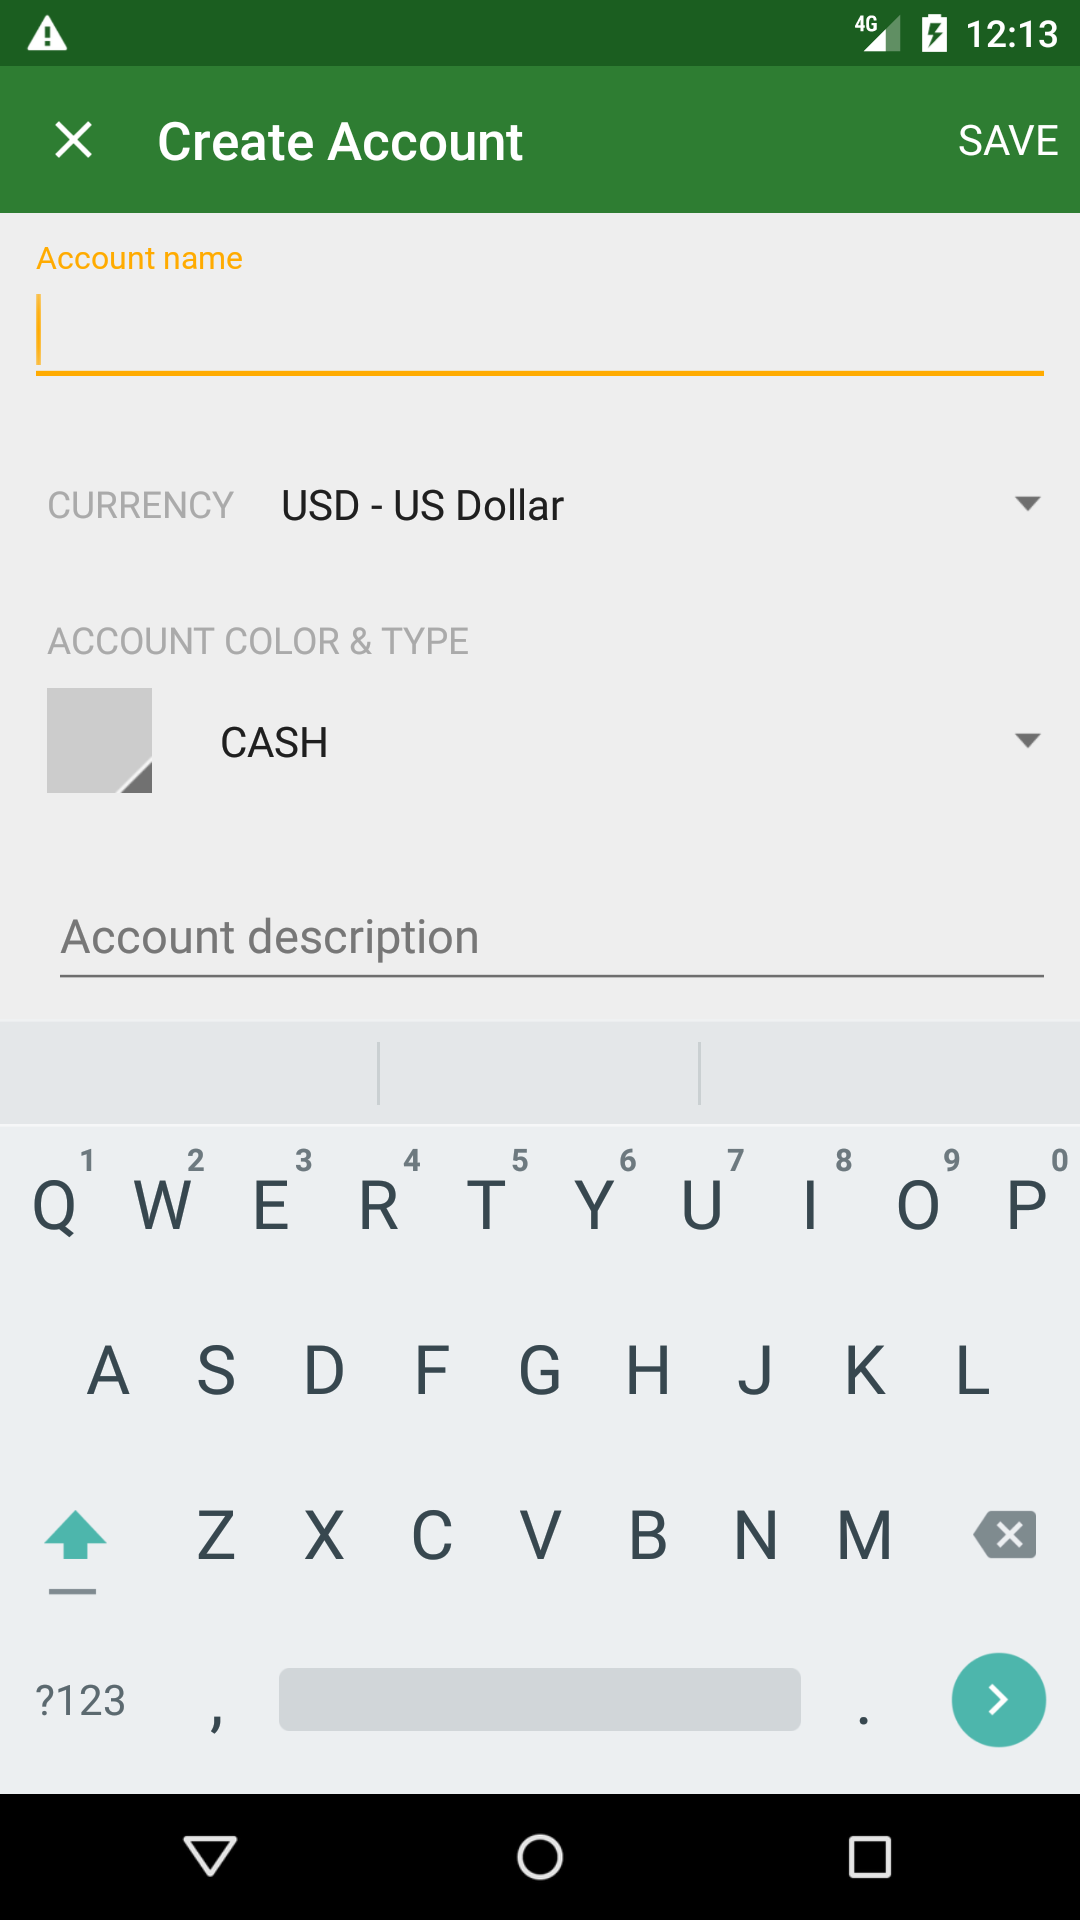 4G 12:13
Create Account SAVE
Account name
CURRENCY USD - US Dollar
ACCOUNT COLOR & TYPE
CASH
Account description
1 2 3 4 5 6 7 8 9 0
Q W E R T Y U I O P
A S D F G H J K L
Z X C V B N M
?123 , .